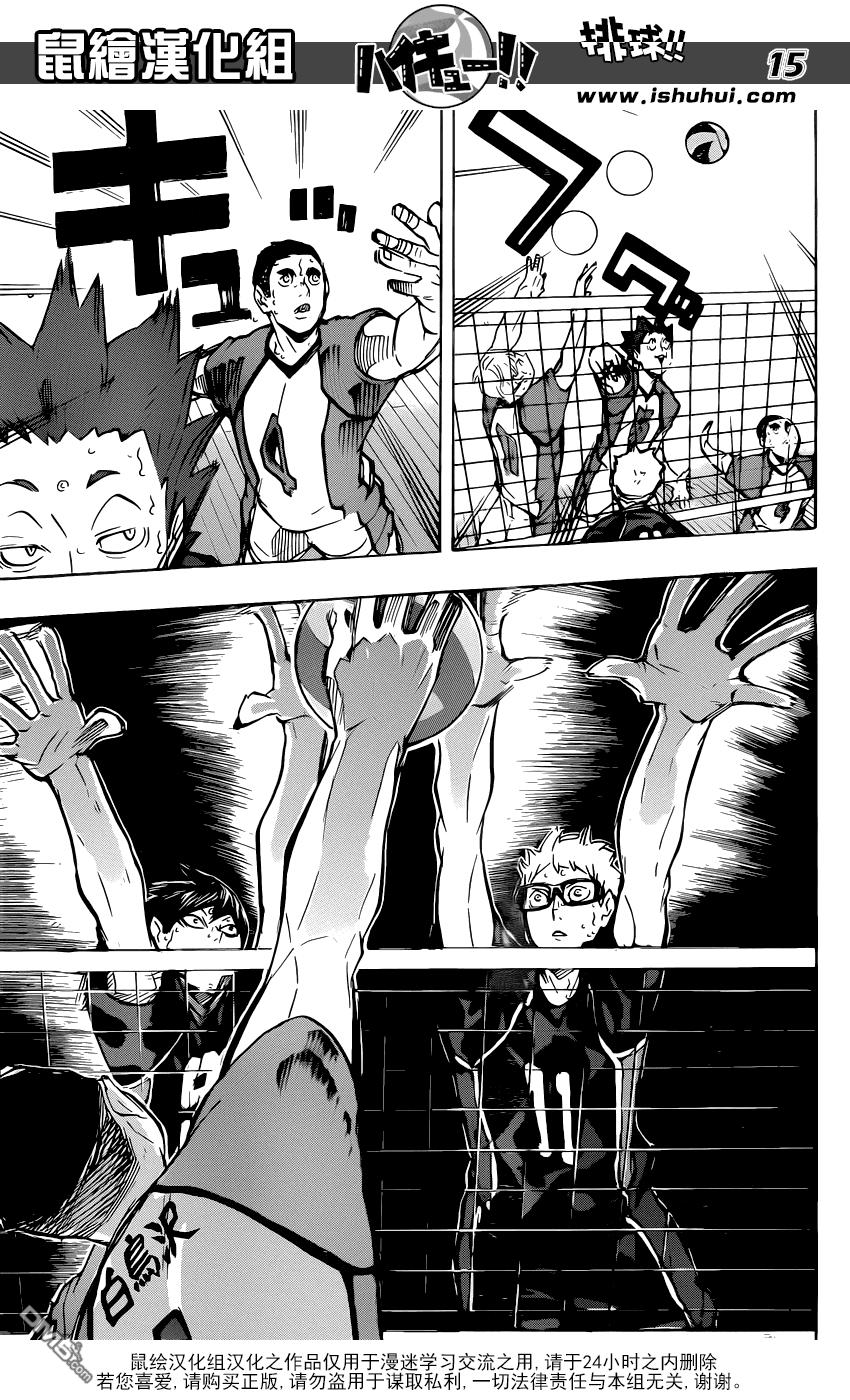 鼠繪漢化組
ハイキュー!!
排球!!
15
www.ishuhui.com
キュッ
4
11
白鳥沢
DM5.com
鼠绘汉化组汉化之作品仅用于漫迷学习交流之用,请于24小时之内删除
若您喜爱,请购买正版,请勿盗用于谋取私利,一切法律责任与本组无关,谢谢。